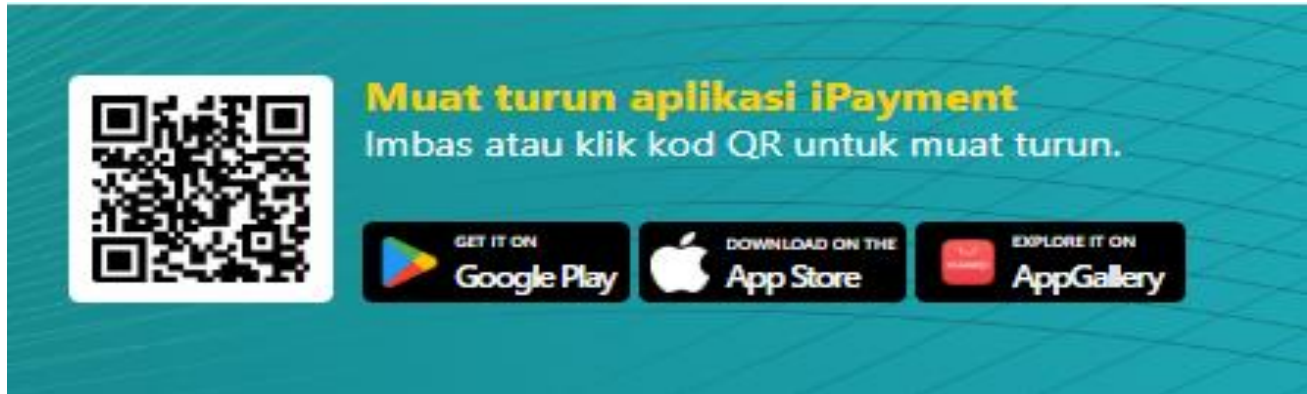 Muat turun aplikasi iPayment
Imbas atau klik kod QR untuk muat turun.
GET IT ON
Google Play
DOWNLOAD ON THE
App Store
EXPLORE IT ON
AppGallery